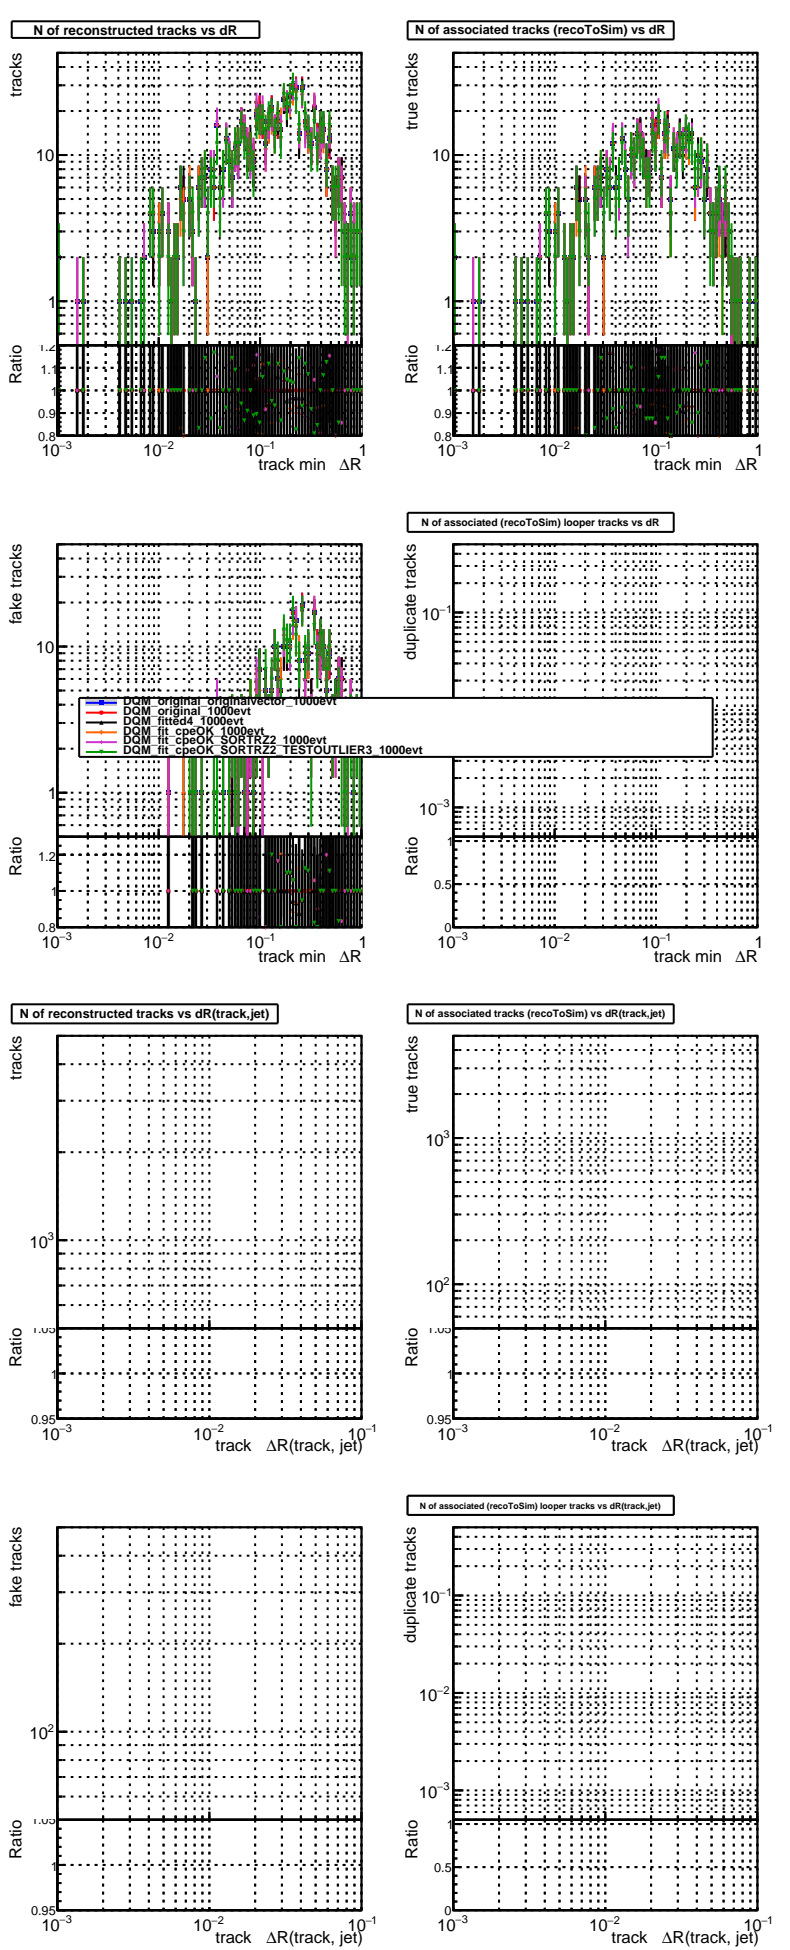 N of reconstructed tracks vs dR
tracks
10
1
Ratio
1.2
1.1
1
0.9
0.8
10−3
10−2
10−1
1
track min ΔR
N of associated tracks (recoToSim) vs dR
true tracks
10
1
Ratio
1.2
1.1
1
0.9
0.8
10−3
10−2
10−1
1
track min ΔR
fake tracks
10
1
Ratio
1.2
1
0.8
10−3
10−2
10−1
1
track min ΔR
N of associated (recoToSim) looper tracks vs dR
duplicate tracks
10−1
10−3
Ratio
1
0.5
0
10−3
10−2
10−1
1
track min ΔR
DQM_original_originalvector_1000evt
DQM_original_1000evt
DQM_fitted4_1000evt
DQM_fit_cpeOK_1000evt
DQM_fit_cpeOK_SORTRZ2_1000evt
DQM_fit_cpeOK_SORTRZ2_TESTOUTLIER3_1000evt
N of reconstructed tracks vs dR(track,jet)
tracks
103
Ratio
1.05
1
0.95
10−3
10−2
10−1
track ΔR(track, jet)
N of associated tracks (recoToSim) vs dR(track,jet)
true tracks
103
102
Ratio
1.05
1
0.95
10−3
10−2
10−1
track ΔR(track, jet)
fake tracks
102
Ratio
1.05
1
0.95
10−3
10−2
10−1
track ΔR(track, jet)
N of associated (recoToSim) looper tracks vs dR(track,jet)
duplicate tracks
10−1
10−2
10−3
Ratio
1
0.5
0
10−3
10−2
10−1
track ΔR(track, jet)